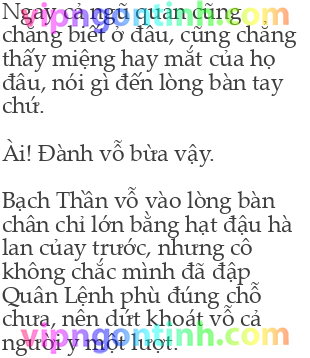 Ngay cả ngũ quan cũng
chẳng biết ở đâu, cũng chẳng
thấy miệng hay mắt của họ
đâu, nói gì đến lòng bàn tay
chứ.
Ài! Đành vỗ bừa vậy.
Bạch Thần vỗ vào lòng bàn
chân chỉ lớn bằng hạt đậu hà
lan củay trước, nhưng cô
không chắc mình đã đập
Quân Lệnh phù đúng chỗ
chưa, nên dứt khoát vỗ cả
người y một lượt.
vipngontinh.com
vipngontinh.com
vipngontinh.com